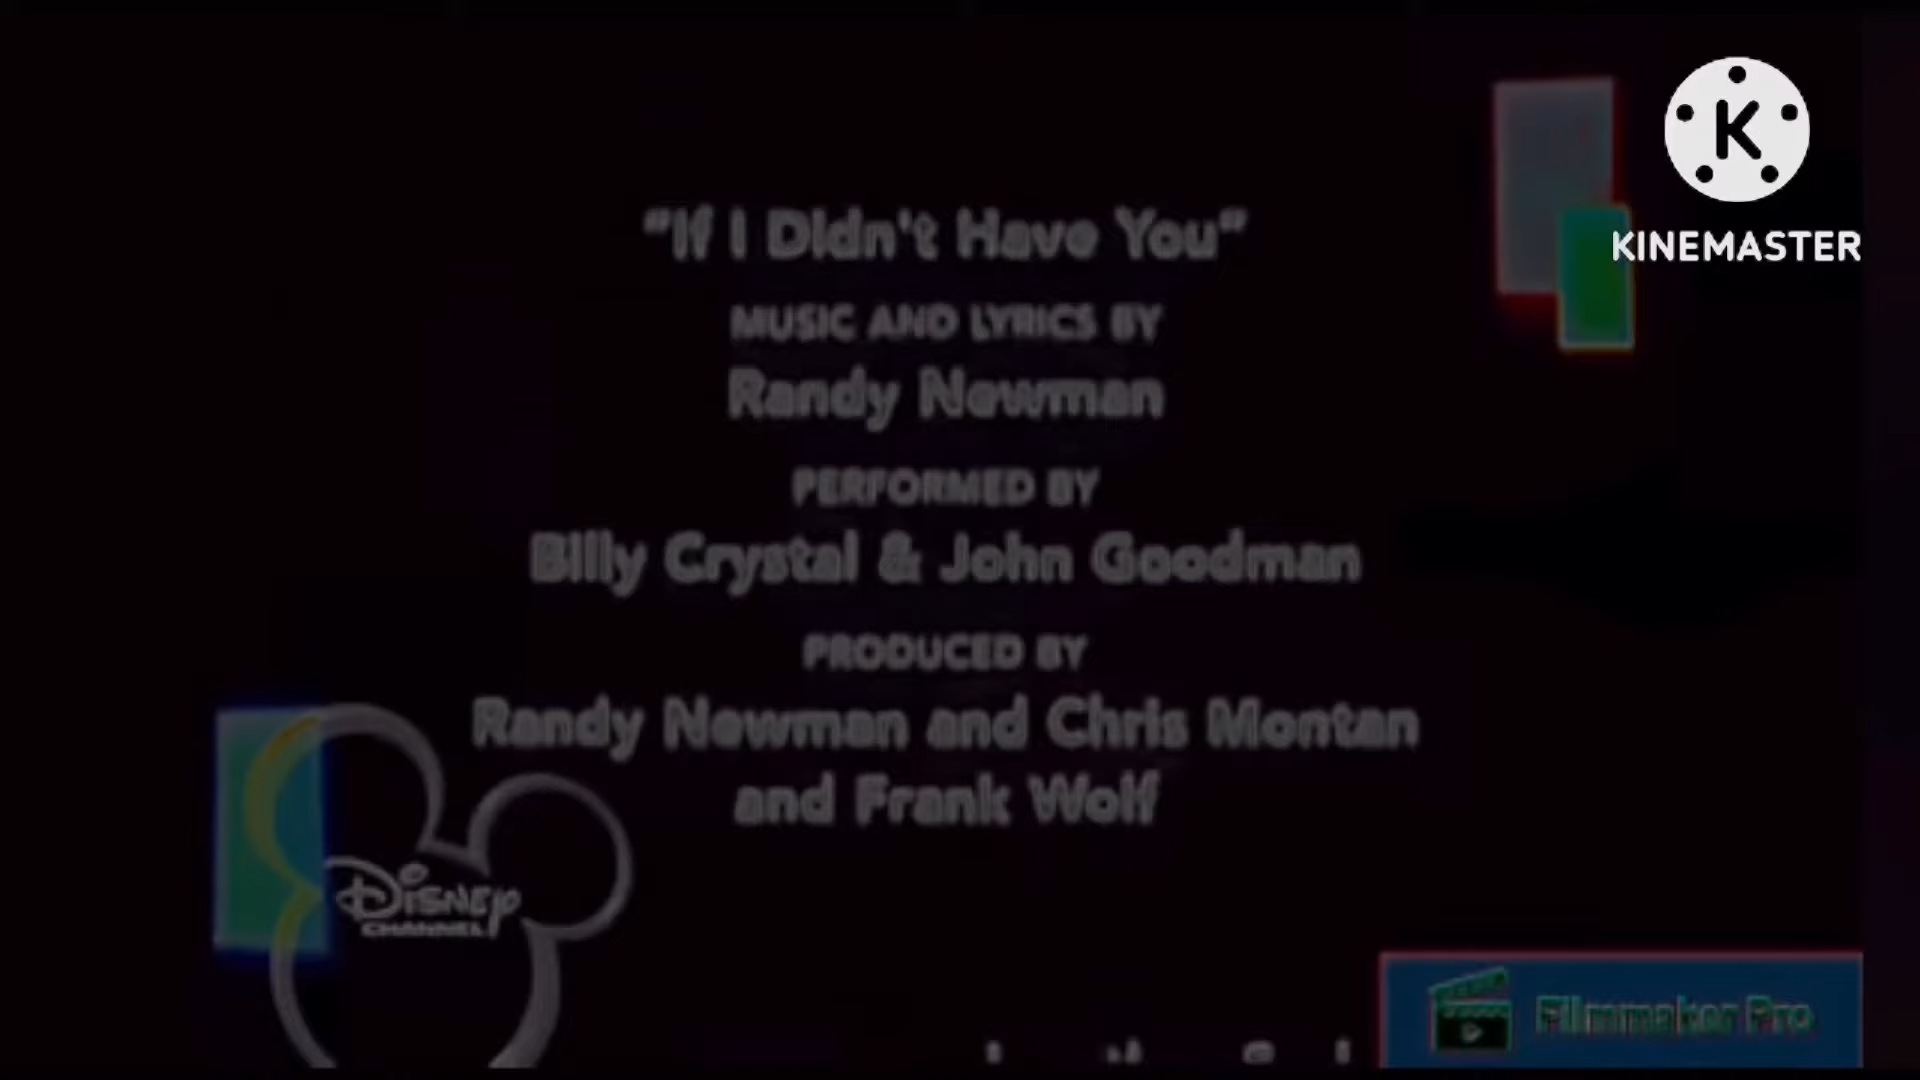 "If I Didn't Have You"
MUSIC AND LYRICS BY
Randy Newman
PERFORMED BY
Billy Crystal & John Goodman
PRODUCED BY
Randy Newman and Chris Montan
and Frank Wolf
K
KINEMASTER
DISNEY
CHANNEL
Filmmaker Pro